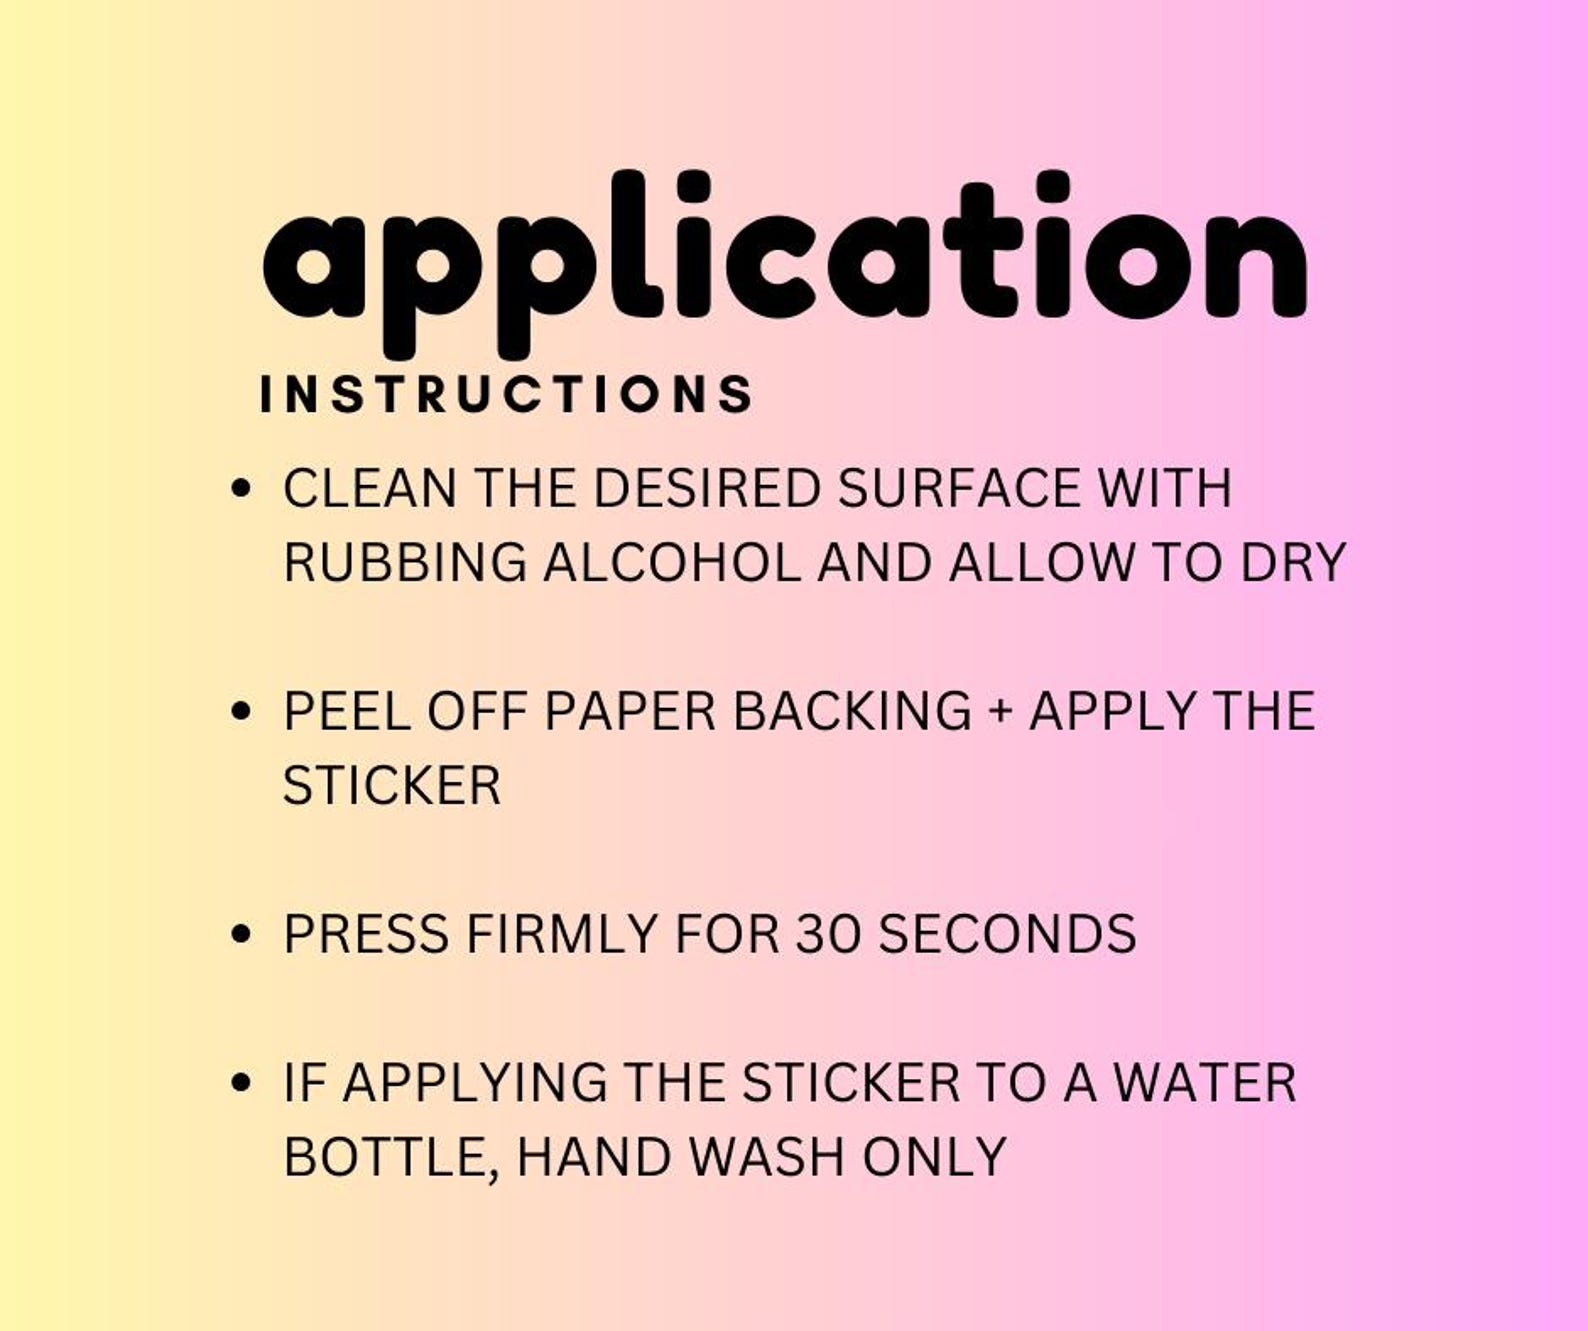 application
INSTRUCTIONS
• CLEAN THE DESIRED SURFACE WITH
RUBBING ALCOHOL AND ALLOW TO DRY
• PEEL OFF PAPER BACKING + APPLY THE
STICKER
• PRESS FIRMLY FOR 30 SECONDS
• IF APPLYING THE STICKER TO A WATER
BOTTLE, HAND WASH ONLY